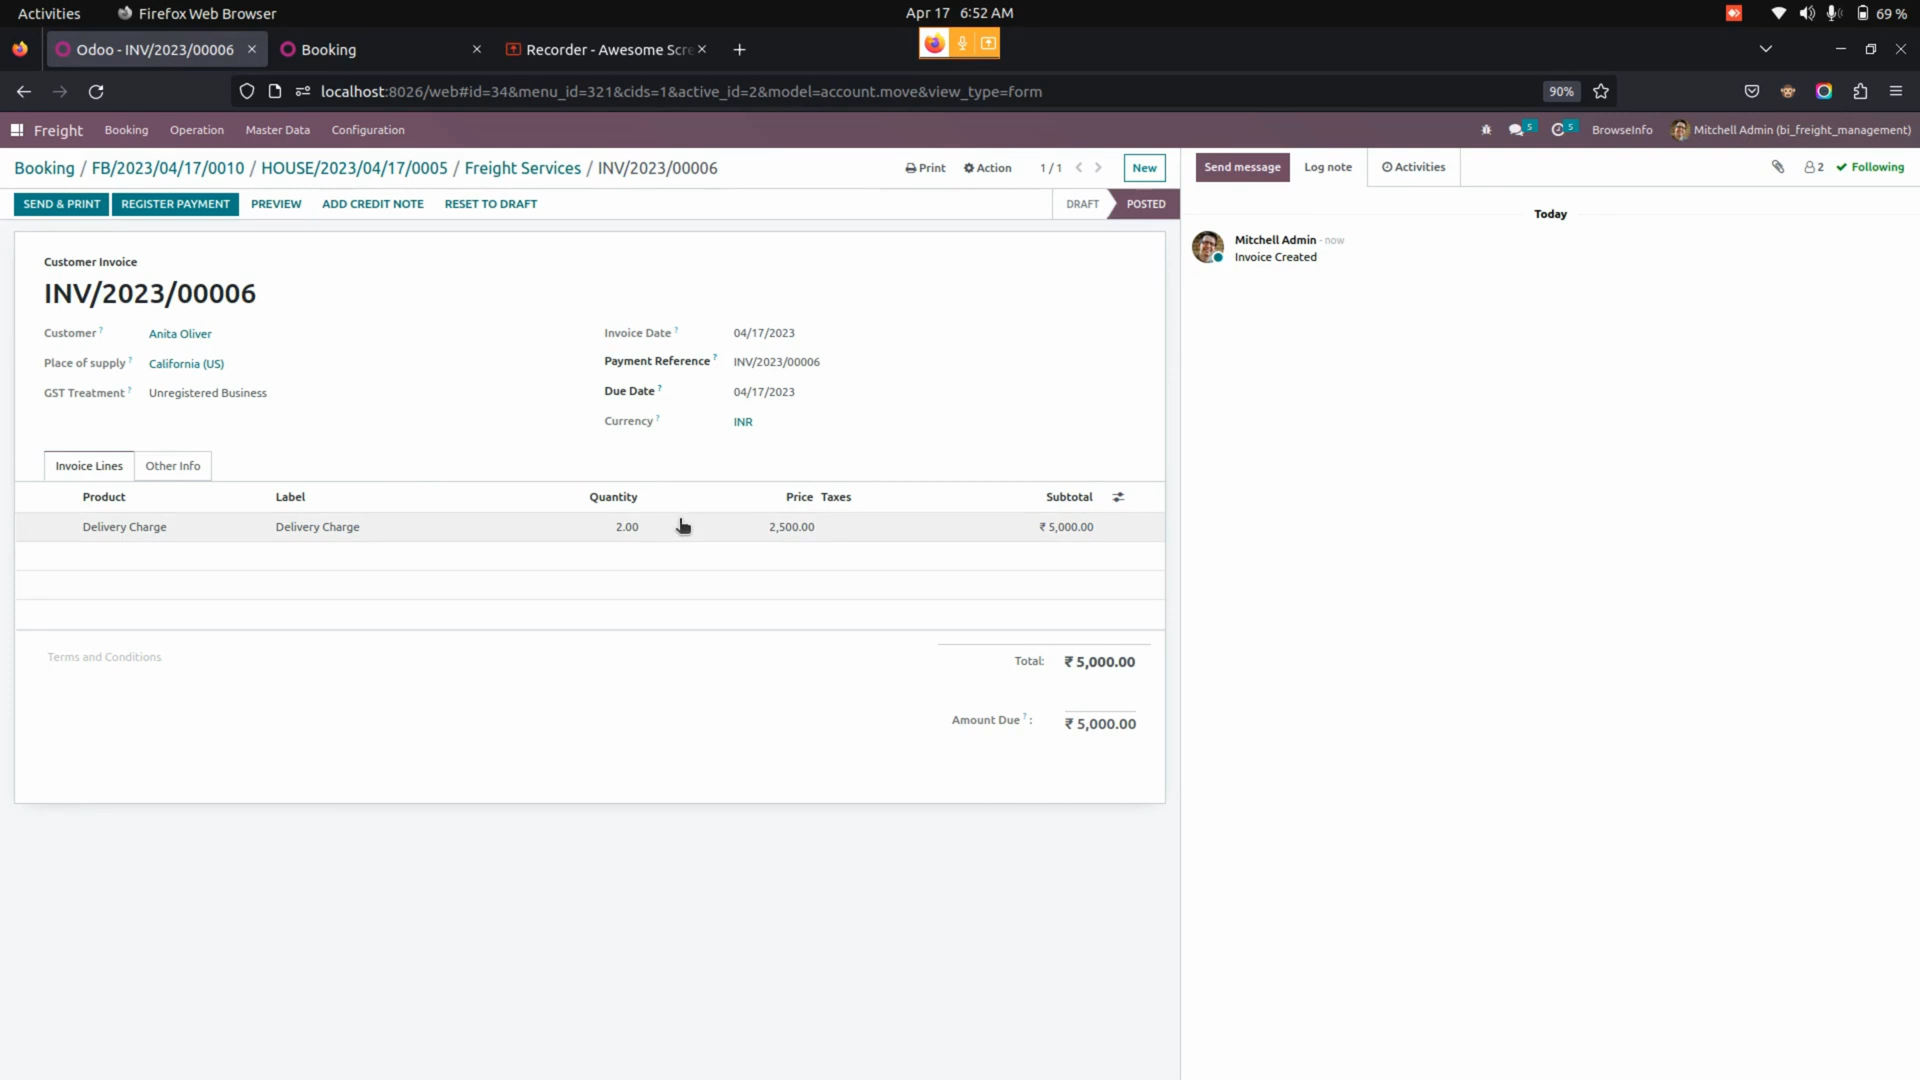 Activities Firefox Web Browser Apr 17 6:52 AM 69 %
Odoo - INV/2023/00006 Booking Recorder - Awesome Scre
localhost:8026/web#id=34&menu_id=321&cids=1&active_id=2&model=account.move&view_type=form 90%
Freight Booking Operation Master Data Configuration 5 5 BrowseInfo Mitchell Admin (bi_freight_management)
Booking / FB/2023/04/17/0010 / HOUSE/2023/04/17/0005 / Freight Services / INV/2023/00006 Print Action 1 / 1 New Send message Log note Activities 2 Following
SEND & PRINT REGISTER PAYMENT PREVIEW ADD CREDIT NOTE RESET TO DRAFT DRAFT POSTED
Today
Mitchell Admin - now
Invoice Created
Customer Invoice
INV/2023/00006
Customer ? Anita Oliver Invoice Date ? 04/17/2023
Place of supply ? California (US) Payment Reference ? INV/2023/00006
GST Treatment ? Unregistered Business Due Date ? 04/17/2023
Currency ? INR
Invoice Lines Other Info
Product Label Quantity Price Taxes Subtotal
Delivery Charge Delivery Charge 2.00 2,500.00 ₹ 5,000.00
Terms and Conditions
Total: ₹ 5,000.00
Amount Due ? : ₹ 5,000.00